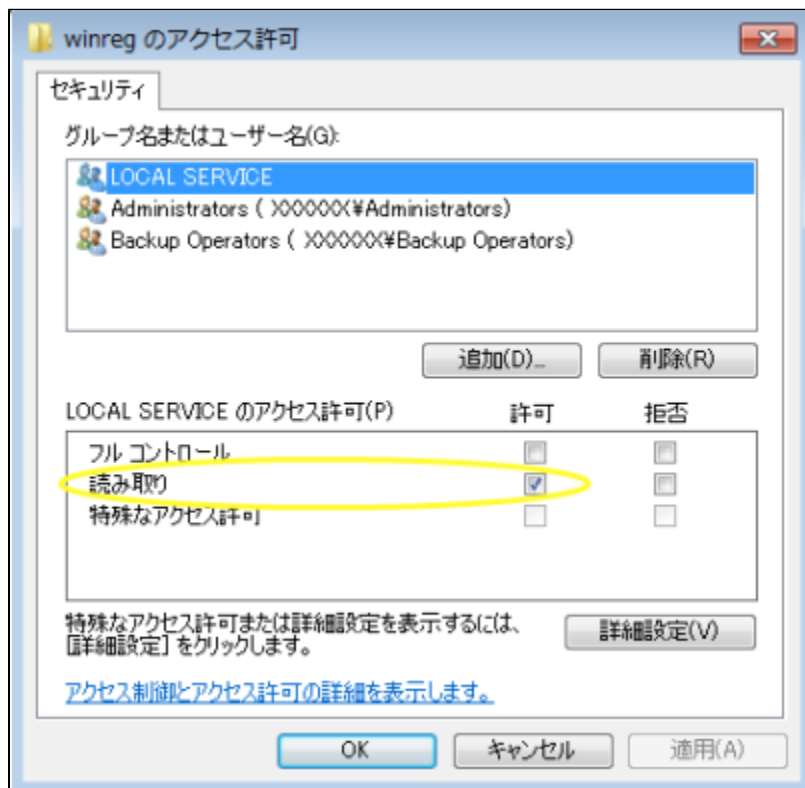 winreg のアクセス許可
セキュリティ
グループ名またはユーザー名(G):
LOCAL SERVICE
Administrators ( XXXXXX¥Administrators)
Backup Operators ( XXXXXXX¥Backup Operators)
追加(D)... 削除(R)
LOCAL SERVICE のアクセス許可(P) 許可 拒否
フル コントロール
読み取り
特殊なアクセス許可
特殊なアクセス許可または詳細設定を表示するには、
[詳細設定] をクリックします。
詳細設定(V)
アクセス制御とアクセス許可の詳細を表示します。
OK キャンセル 適用(A)